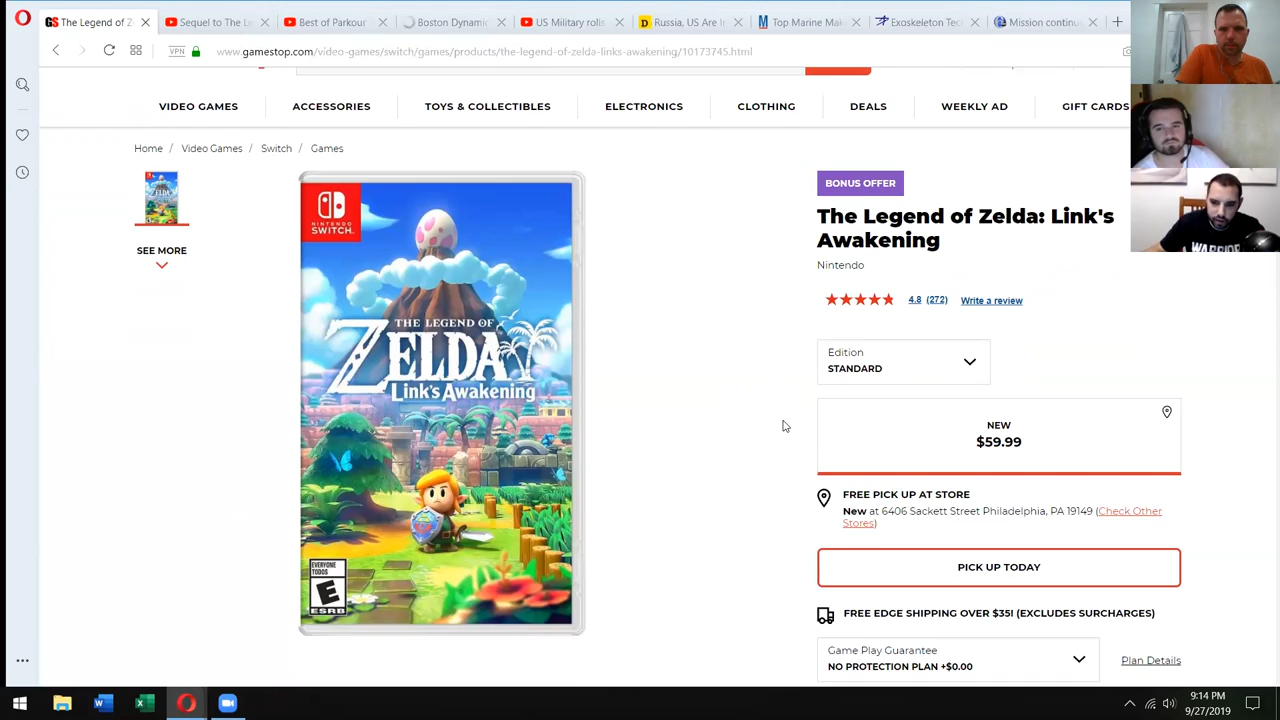 The Legend of Z
Sequel to The Le
Best of Parkour
Boston Dynamic
US Military rolls
Russia, US Are I
Top Marine Mak
Exoskeleton Tec
Mission continu
VPN
www.gamestop.com/video-games/switch/games/products/the-legend-of-zelda-links-awakening/10173745.html
VIDEO GAMES
ACCESSORIES
TOYS & COLLECTIBLES
ELECTRONICS
CLOTHING
DEALS
WEEKLY AD
GIFT CARDS
Home / Video Games / Switch / Games
SEE MORE
NINTENDO
SWITCH
THE LEGEND OF
ZELDA
Link's Awakening
EVERYONE
TODOS
E
ESRB
BONUS OFFER
The Legend of Zelda: Link's
Awakening
Nintendo
4.8 (272) Write a review
Edition
STANDARD
NEW
$59.99
FREE PICK UP AT STORE
New at 6406 Sackett Street Philadelphia, PA 19149 (Check Other
Stores)
PICK UP TODAY
FREE EDGE SHIPPING OVER $35! (EXCLUDES SURCHARGES)
Game Play Guarantee
NO PROTECTION PLAN +$0.00
Plan Details
WARRIOR
9:14 PM
9/27/2019